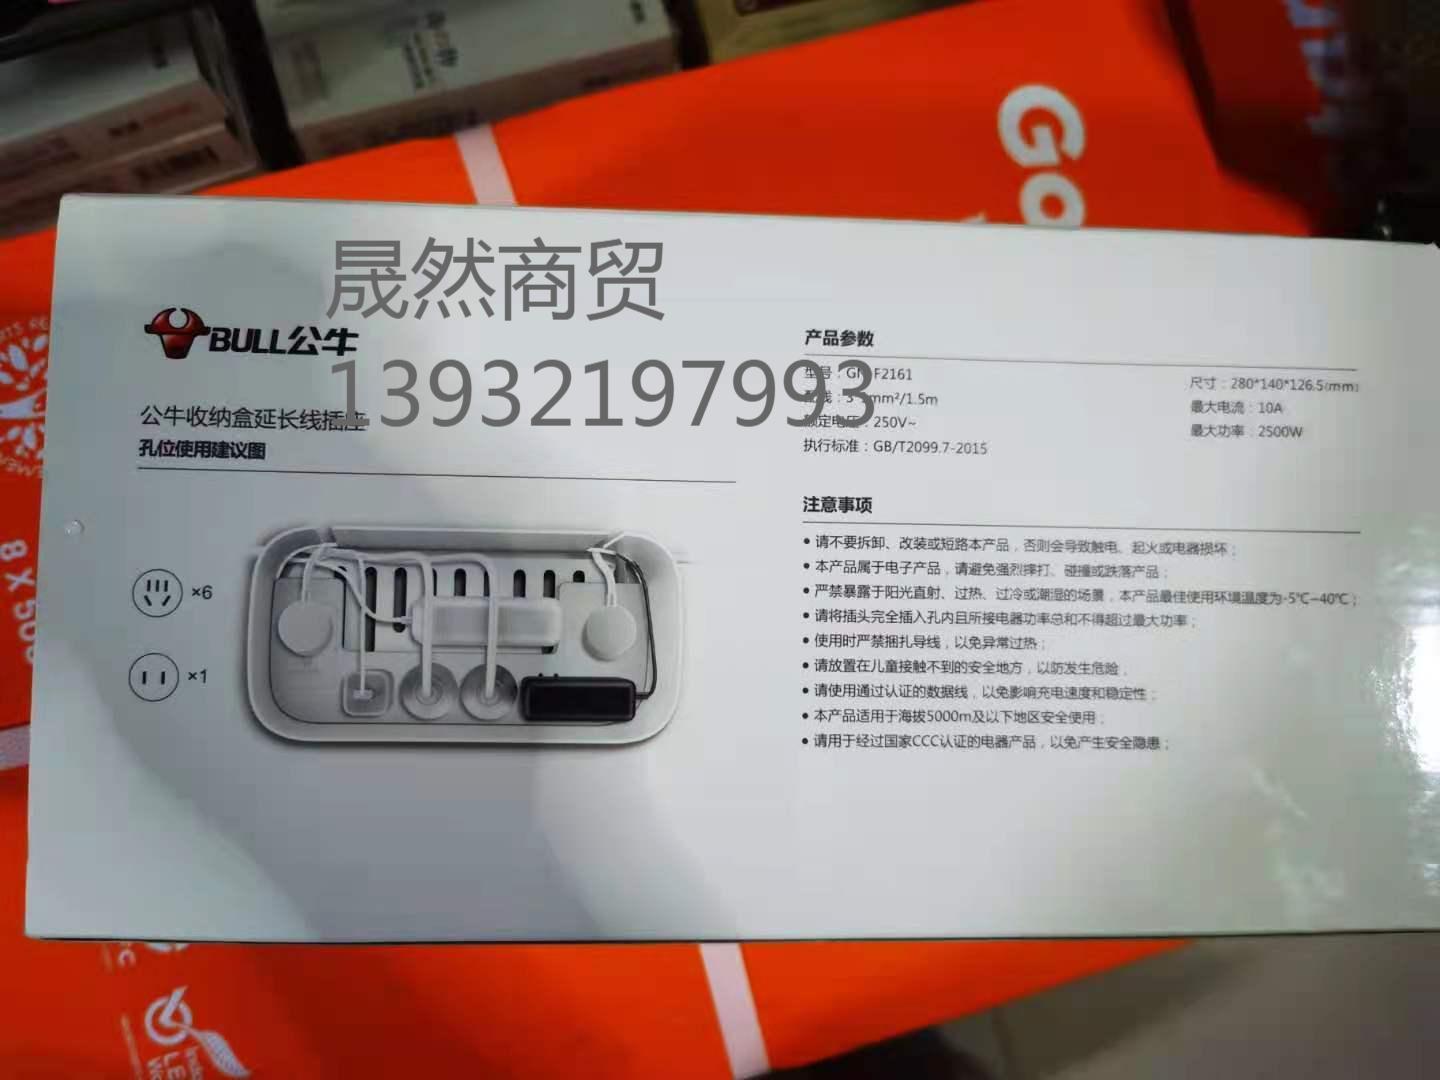 晟然商贸
13932197993
BULL公牛
公牛收纳盒延长线插座
孔位使用建议图
×6
×1
产品参数
型号：GN-F2161
/1.5m
额定电压：250V~
执行标准：GB/T2099.7-2015
尺寸：280*140*126.5(mm)
最大电流：10A
最大功率：2500W
注意事项
• 请不要拆卸、改装或短路本产品，否则会导致触电、起火或电器损坏；
• 本产品属于电子产品，请避免强烈摔打、碰撞或跌落产品；
• 严禁暴露于阳光直射、过热、过冷或潮湿的场景，本产品最佳使用环境温度为-5℃~40℃；
• 请将插头完全插入孔内且所接电器功率总和不得超过最大功率；
• 使用时严禁捆扎导线，以免异常过热；
• 请放置在儿童接触不到的安全地方，以防发生危险，
• 请使用通过认证的数据线，以免影响充电速度和稳定性；
• 本产品适用于海拔5000m及以下地区安全使用；
• 请用于经过国家CCC认证的电器产品，以免产生安全隐患；
Go
8 X 500